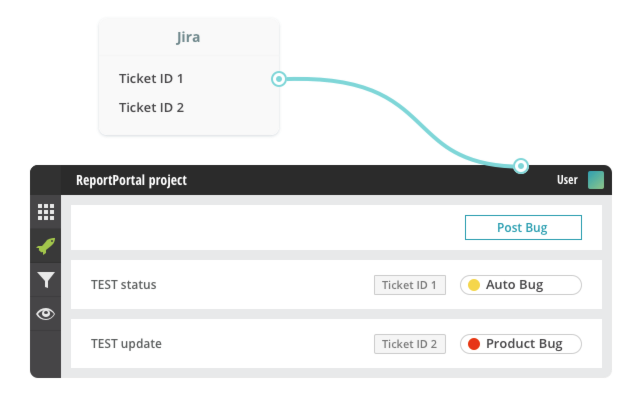 Jira
Ticket ID 1
Ticket ID 2
ReportPortal project
User
Post Bug
TEST status Ticket ID 1 Auto Bug
TEST update Ticket ID 2 Product Bug